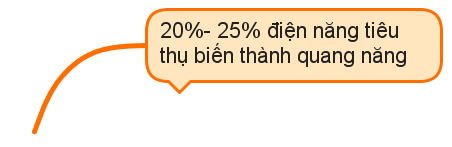 20%- 25% điện năng tiêu
thụ biến thành quang năng